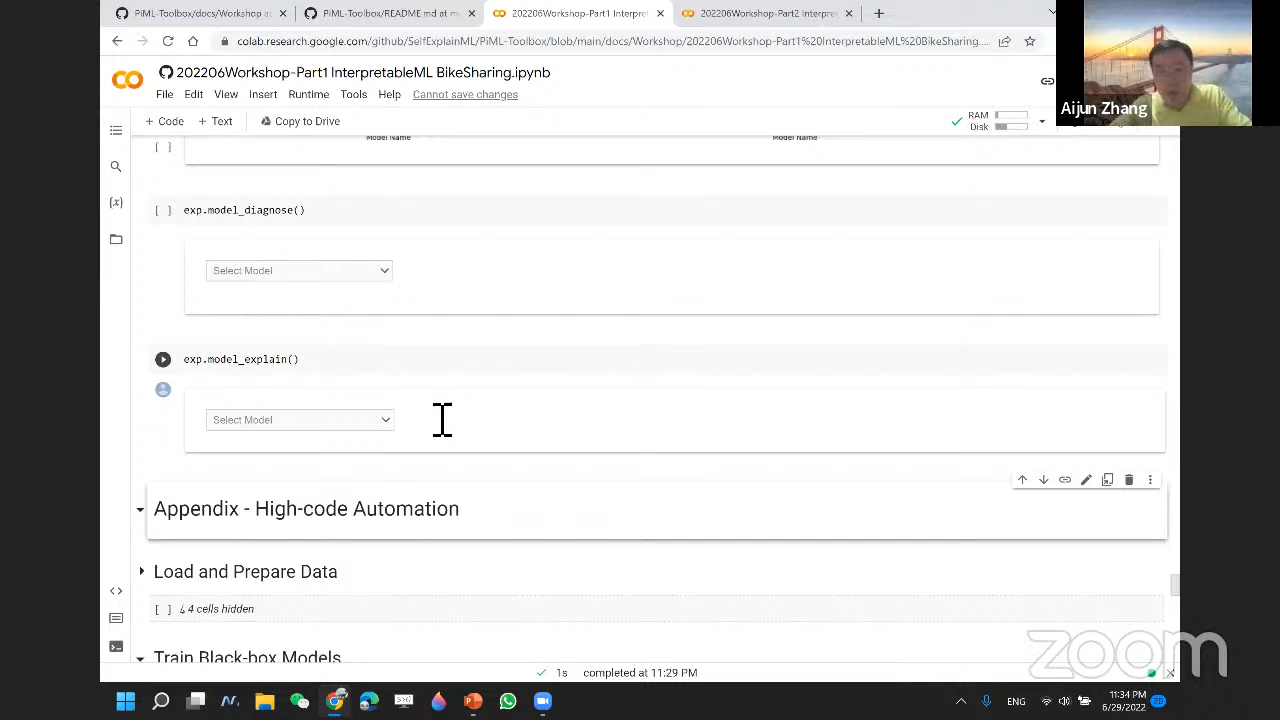 PiML-Toolbox/docs/Workshop at
PiML-Toolbox/README.md at m
202206Workshop-Part1 Interpret
202206Workshop-Part2 Interpret
colab.research.google.com/github/SelfExplainML/PiML-Toolbox/blob/main/docs/Workshop/202206Workshop-Part1%20InterpretableML%20BikeSharing....
202206Workshop-Part1 InterpretableML BikeSharing.ipynb
File Edit View Insert Runtime Tools Help Cannot save changes
Aijun Zhang
+ Code + Text Copy to Drive
RAM
Disk
{x}
[ ]
Model Name Model Name
[ ] exp.model_diagnose()
Select Model
exp.model_explain()
Select Model
Appendix - High-code Automation
Load and Prepare Data
[ ] ↳ 4 cells hidden
Train Black-box Models
zoom
1s completed at 11:29 PM
ENG
11:34 PM
6/29/2022